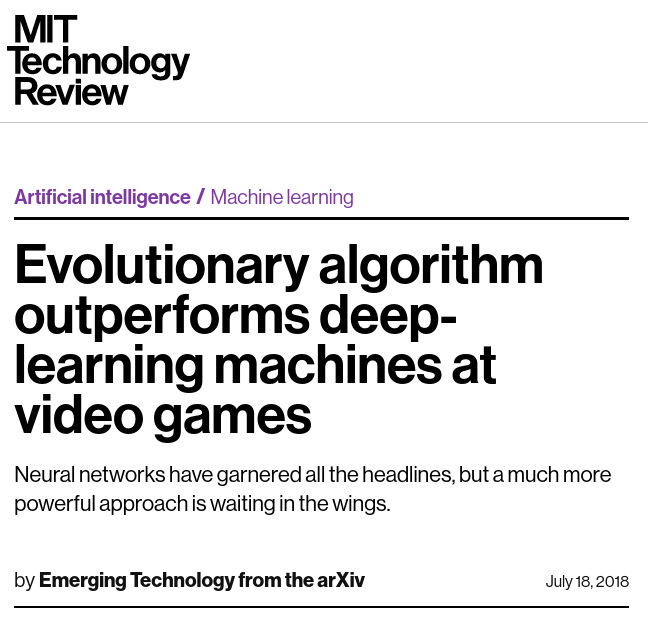 MIT
Technology
Review
Artificial intelligence / Machine learning
Evolutionary algorithm
outperforms deep-
learning machines at
video games
Neural networks have garnered all the headlines, but a much more
powerful approach is waiting in the wings.
by Emerging Technology from the arXiv July 18, 2018